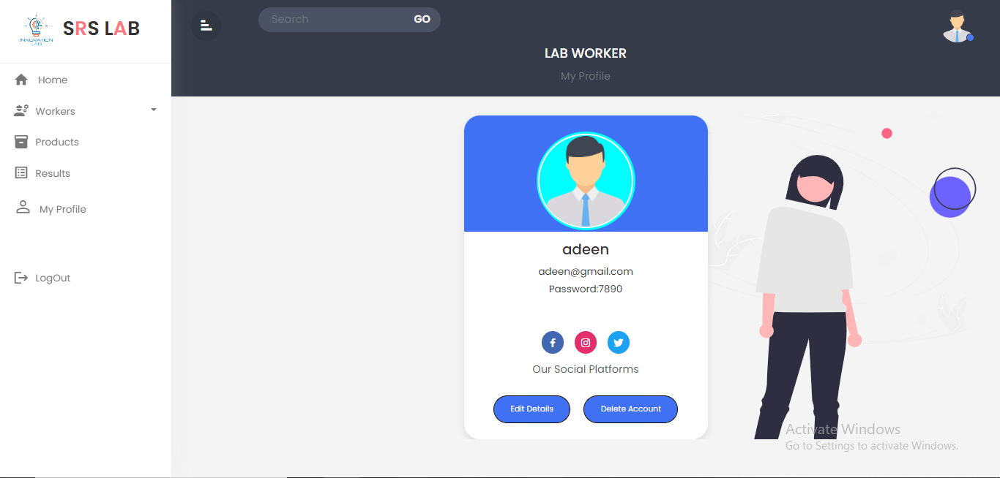 INNOVATION
LAB
SRS LAB
Home
Workers
Products
Results
My Profile
LogOut
Search GO
LAB WORKER
My Profile
adeen
adeen@gmail.com
Password:7890
Our Social Platforms
Edit Details Delete Account
Activate Windows
Go to Settings to activate Windows.